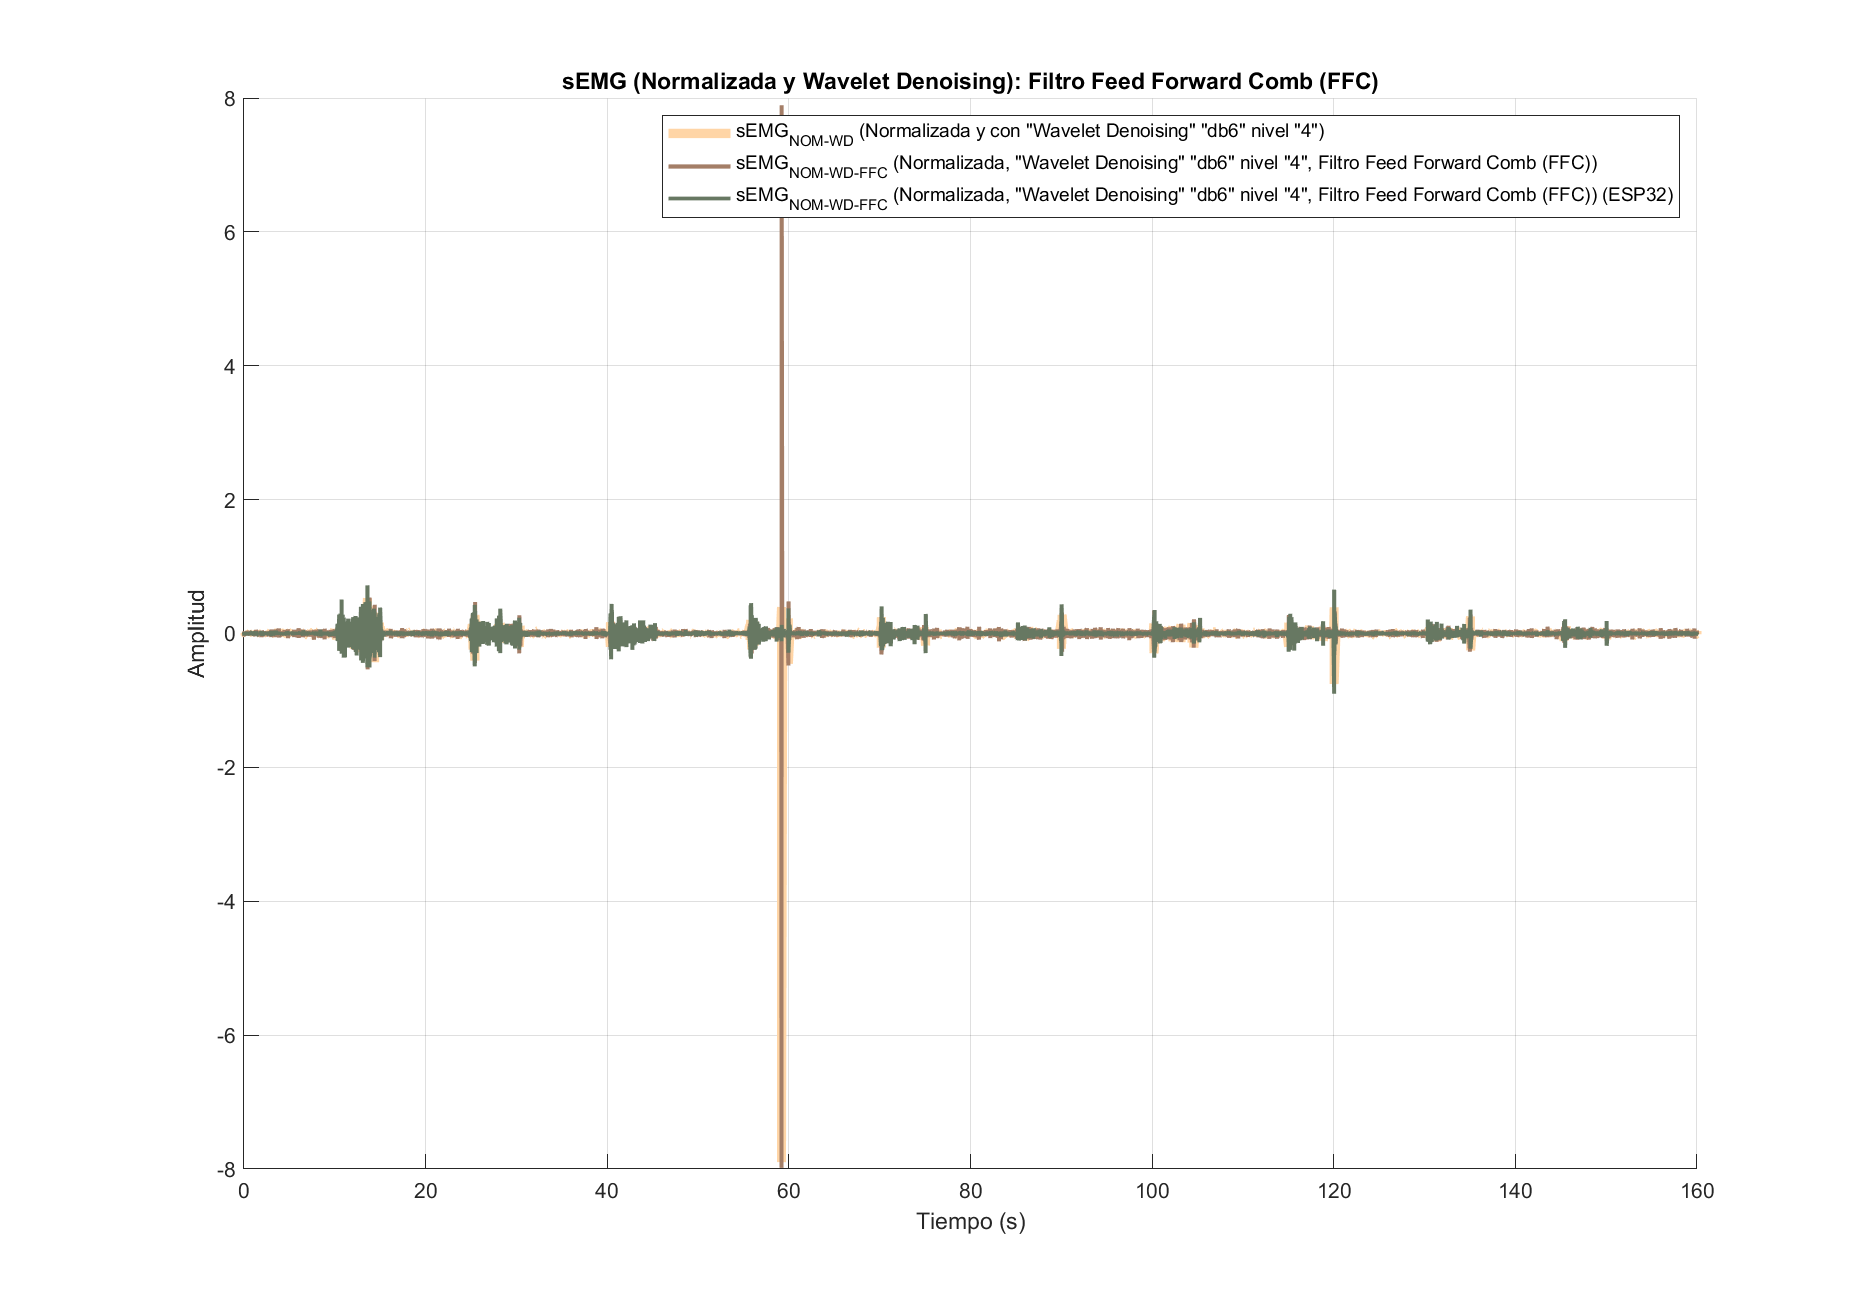 sEMG (Normalizada y Wavelet Denoising): Filtro Feed Forward Comb (FFC)
sEMG_NOM-WD (Normalizada y con "Wavelet Denoising" "db6" nivel "4")
sEMG_NOM-WD-FFC (Normalizada, "Wavelet Denoising" "db6" nivel "4", Filtro Feed Forward Comb (FFC))
sEMG_NOM-WD-FFC (Normalizada, "Wavelet Denoising" "db6" nivel "4", Filtro Feed Forward Comb (FFC)) (ESP32)
8
6
4
2
0
-2
-4
-6
-8
Amplitud
0 20 40 60 80 100 120 140 160
Tiempo (s)